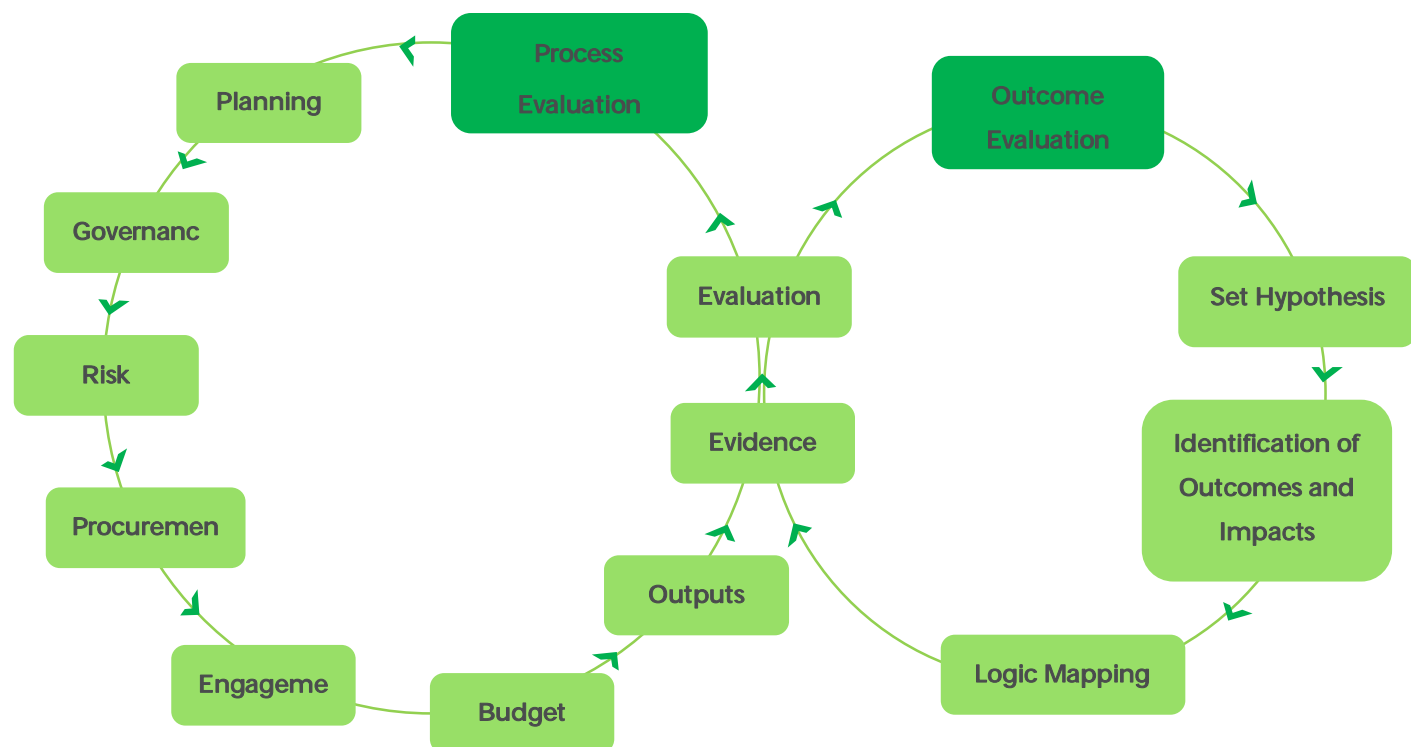 Process
Evaluation
Planning
Governanc
Risk
Procuremen
Engageme
Budget
Outputs
Evidence
Evaluation
Outcome
Evaluation
Set Hypothesis
Identification of
Outcomes and
Impacts
Logic Mapping